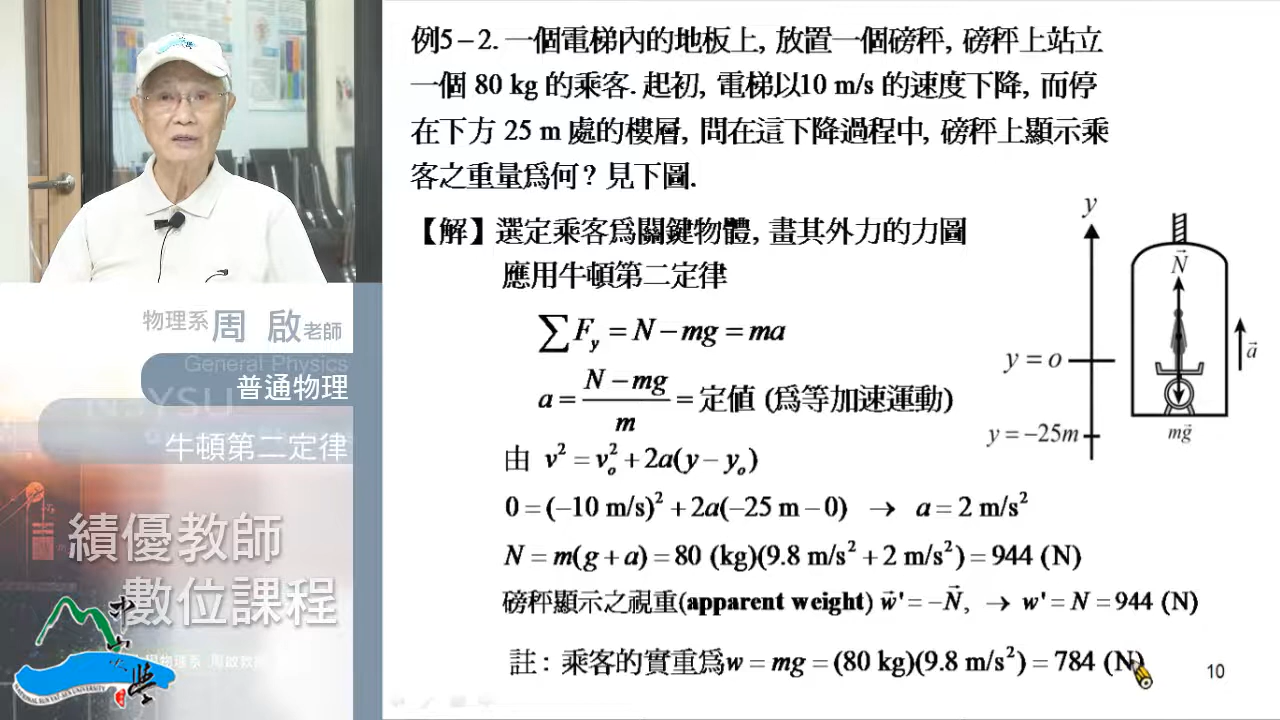 例5－2. 一個電梯內的地板上, 放置一個磅秤, 磅秤上站立
一個 80 kg 的乘客. 起初, 電梯以10 m/s 的速度下降, 而停
在下方 25 m 處的樓層, 問在這下降過程中, 磅秤上顯示乘
客之重量為何? 見下圖.
【解】選定乘客為關鍵物體, 畫其外力的力圖
應用牛頓第二定律
∑F_y = N − mg = ma
a = (N − mg)/m = 定值 (為等加速運動)
由 v² = v_o² + 2a(y − y_o)
0 = (−10 m/s)² + 2a(−25 m − 0) → a = 2 m/s²
N = m(g + a) = 80 (kg)(9.8 m/s² + 2 m/s²) = 944 (N)
磅秤顯示之視重(apparent weight) w⃗' = −N⃗, → w' = N = 944 (N)
註: 乘客的實重為w = mg = (80 kg)(9.8 m/s²) = 784 (N)
10
y
N⃗
a⃗
y = o
y = −25m
mg⃗
物理系 周 啟 老師
General Physics
普通物理
牛頓第二定律
績優教師
數位課程